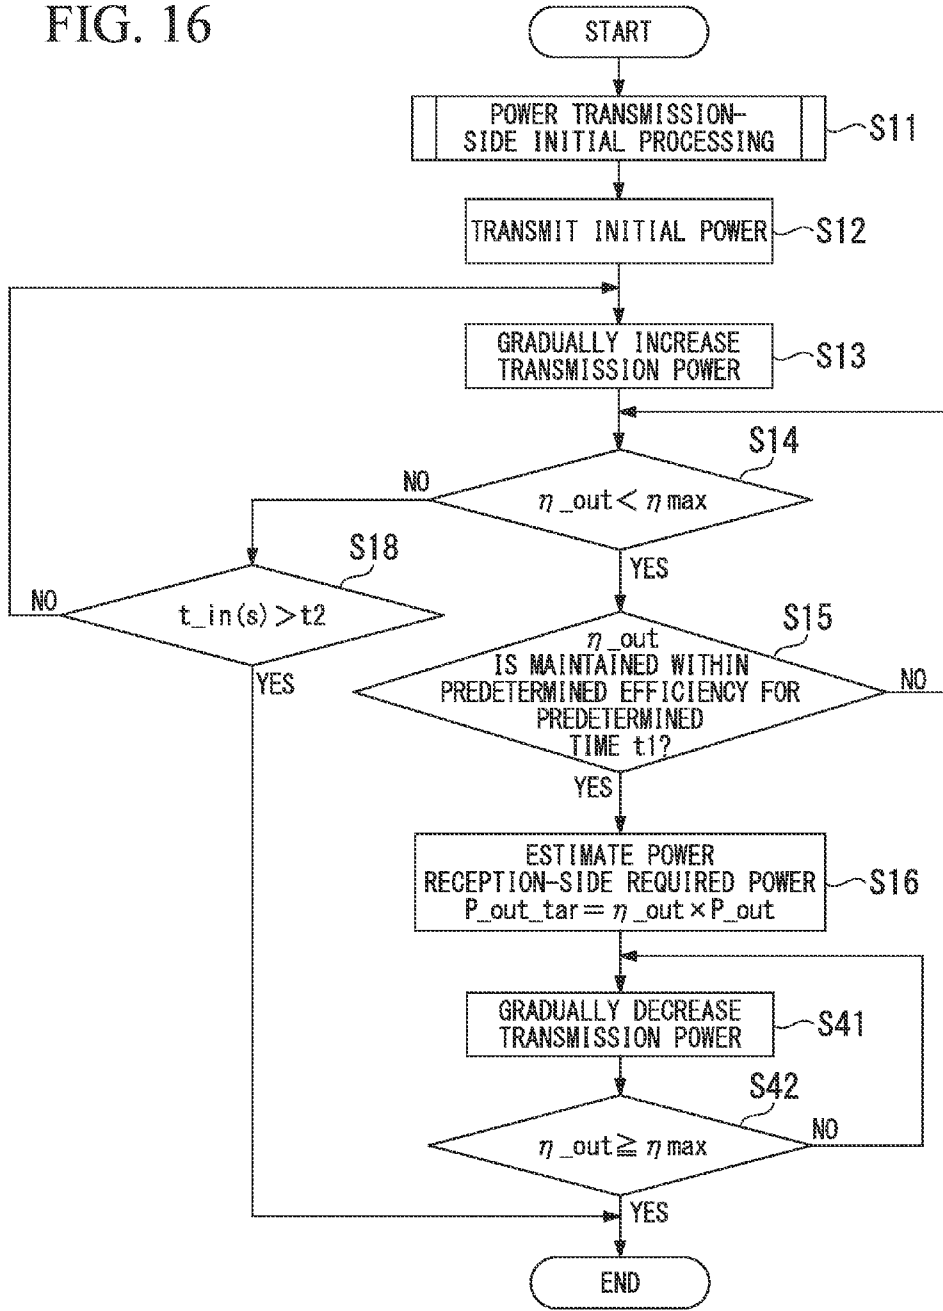 FIG. 16
START
POWER TRANSMISSION-
SIDE INITIAL PROCESSING
S11
TRANSMIT INITIAL POWER
S12
GRADUALLY INCREASE
TRANSMISSION POWER
S13
S14
NO
η_out < ηmax
YES
S18
NO
t_in(s) > t2
YES
S15
η_out
IS MAINTAINED WITHIN
PREDETERMINED EFFICIENCY FOR
PREDETERMINED
TIME t1?
NO
YES
ESTIMATE POWER
RECEPTION-SIDE REQUIRED POWER
P_out_tar = η_out × P_out
S16
GRADUALLY DECREASE
TRANSMISSION POWER
S41
S42
η_out ≧ ηmax
NO
YES
END